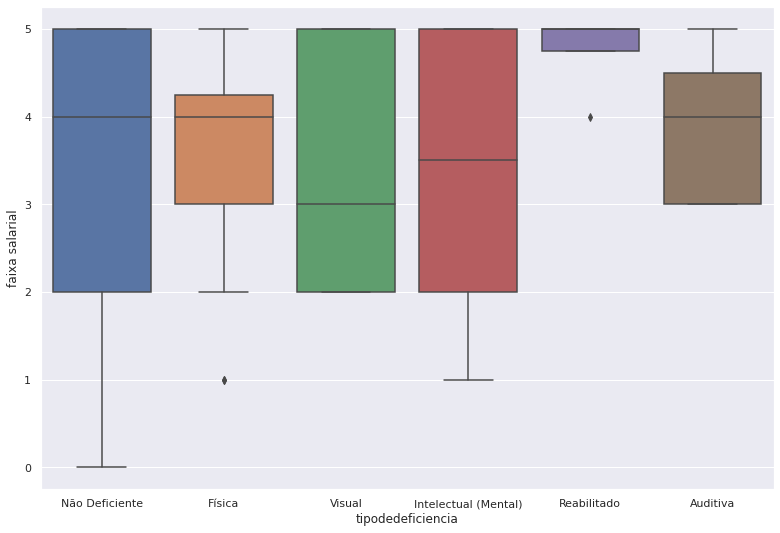 5
4
3
2
1
0
faixa salarial
Não Deficiente
Física
Visual
Intelectual (Mental)
Reabilitado
Auditiva
tipodedeficiencia